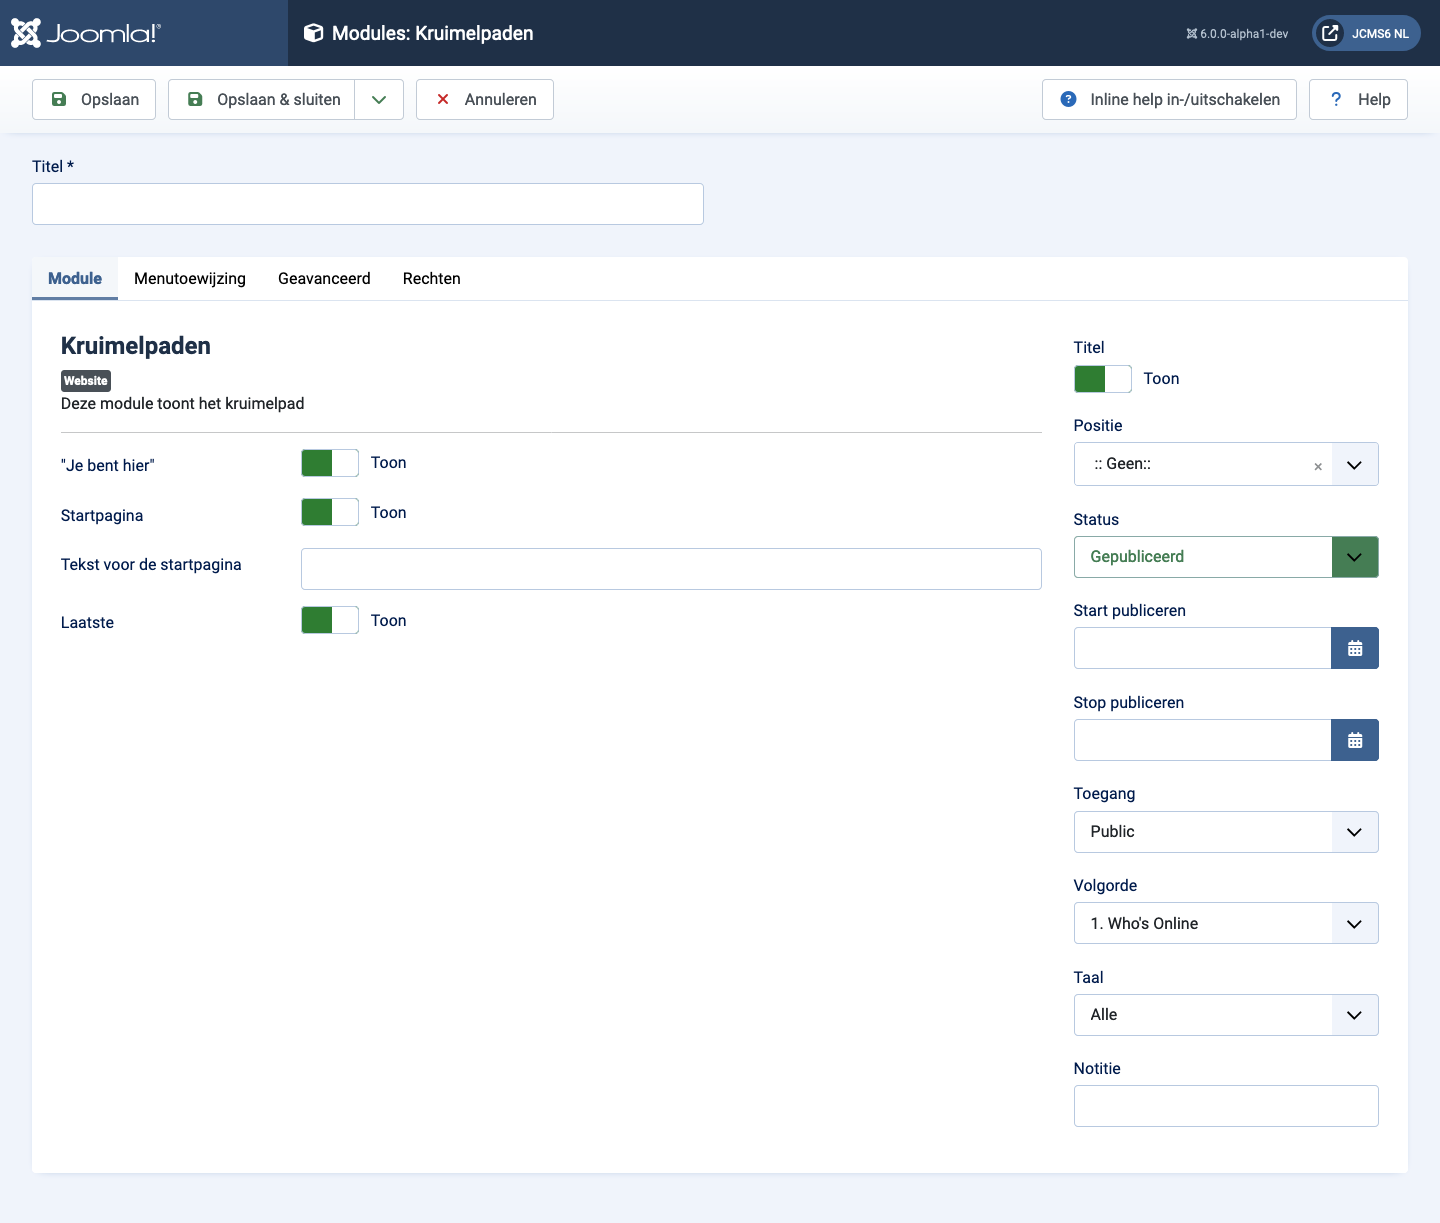 Joomla!®
Modules: Kruimelpaden
6.0.0-alpha1-dev
JCMS6 NL
Opslaan
Opslaan & sluiten
Annuleren
Inline help in-/uitschakelen
Help
Titel *
Module
Menutoewijzing
Geavanceerd
Rechten
Kruimelpaden
Website
Deze module toont het kruimelpad
"Je bent hier"
Toon
Startpagina
Toon
Tekst voor de startpagina
Laatste
Toon
Titel
Toon
Positie
:: Geen::
Status
Gepubliceerd
Start publiceren
Stop publiceren
Toegang
Public
Volgorde
1. Who's Online
Taal
Alle
Notitie